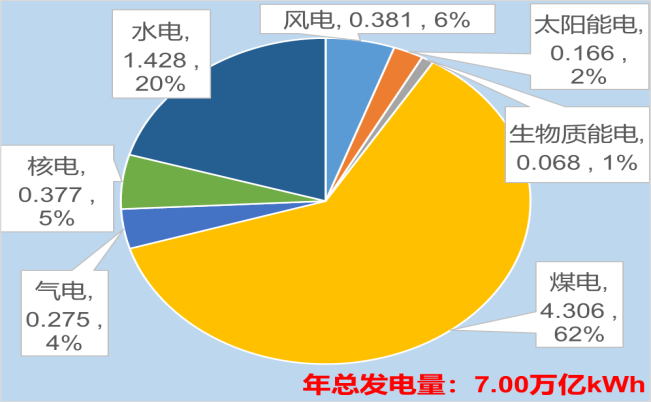 风电, 0.381 , 6%
太阳能电,
0.166 ,
2%
生物质能电,
0.068 , 1%
煤电,
4.306 ,
62%
气电,
0.275 ,
4%
核电,
0.377 ,
5%
水电,
1.428 ,
20%
年总发电量：7.00万亿kWh